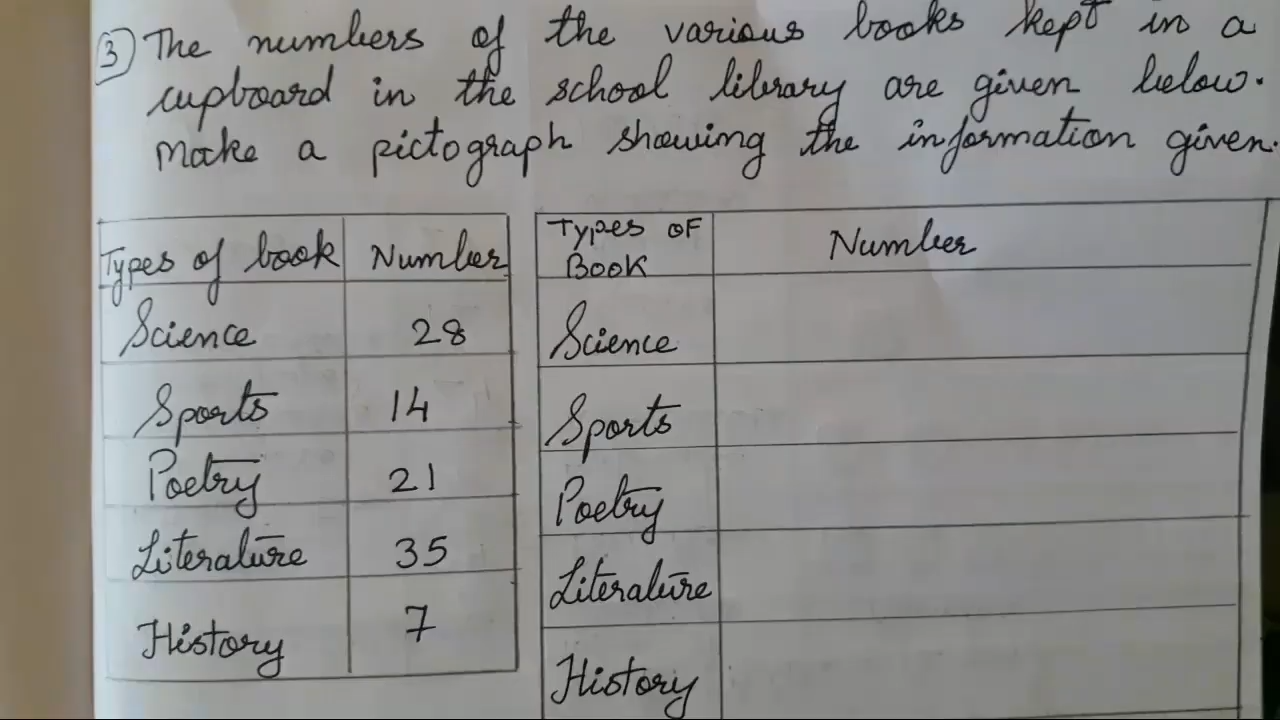 3 The numbers of the various books kept in a
cupboard in the school library are given below.
Make a pictograph showing the information given.
Types of book Number
Science 28
Sports 14
Poetry 21
Literature 35
History 7
Types of Book Number
Science
Sports
Poetry
Literature
History